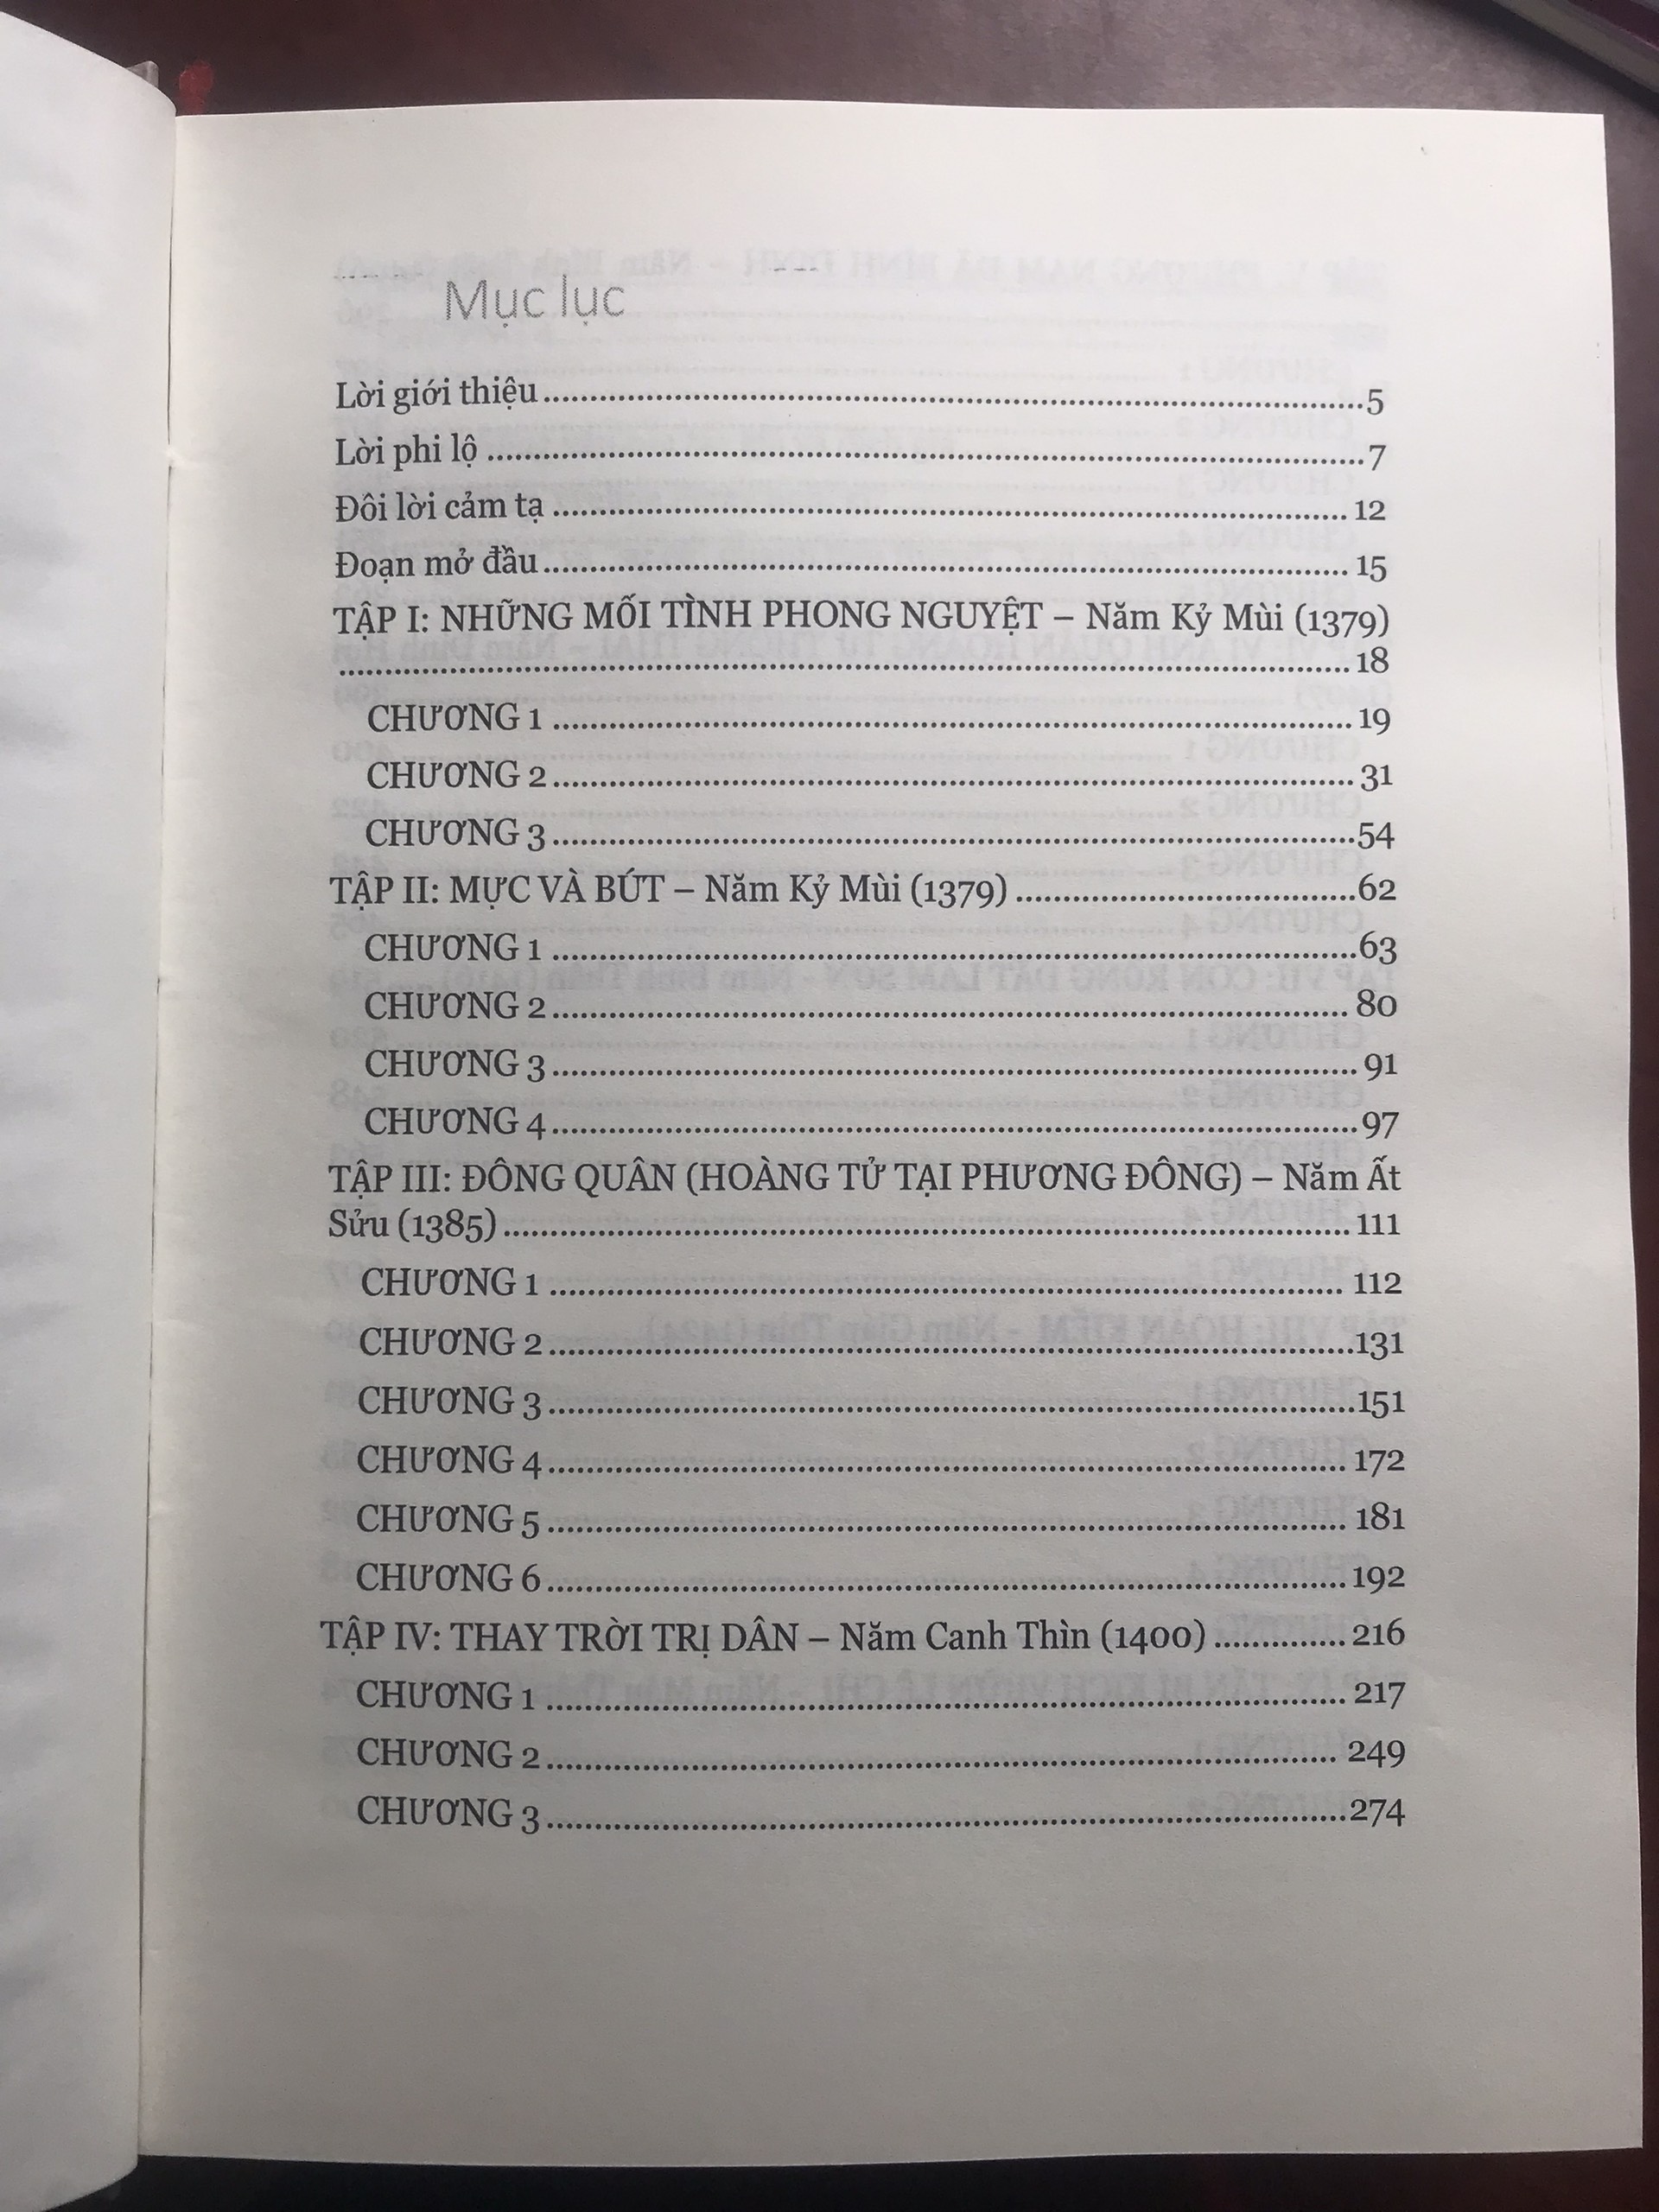 Mục lục
Lời giới thiệu..........5
Lời phi lộ..........7
Đôi lời cảm tạ..........12
Đoạn mở đầu..........15
TẬP I: NHỮNG MỐI TÌNH PHONG NGUYỆT – Năm Kỷ Mùi (1379)
..........18
CHƯƠNG 1..........19
CHƯƠNG 2..........31
CHƯƠNG 3..........54
TẬP II: MỰC VÀ BÚT – Năm Kỷ Mùi (1379)..........62
CHƯƠNG 1..........63
CHƯƠNG 2..........80
CHƯƠNG 3..........91
CHƯƠNG 4..........97
TẬP III: ĐÔNG QUÂN (HOÀNG TỬ TẠI PHƯƠNG ĐÔNG) – Năm Ất
Sửu (1385)..........111
CHƯƠNG 1..........112
CHƯƠNG 2..........131
CHƯƠNG 3..........151
CHƯƠNG 4..........172
CHƯƠNG 5..........181
CHƯƠNG 6..........192
TẬP IV: THAY TRỜI TRỊ DÂN – Năm Canh Thìn (1400)..........216
CHƯƠNG 1..........217
CHƯƠNG 2..........249
CHƯƠNG 3..........274